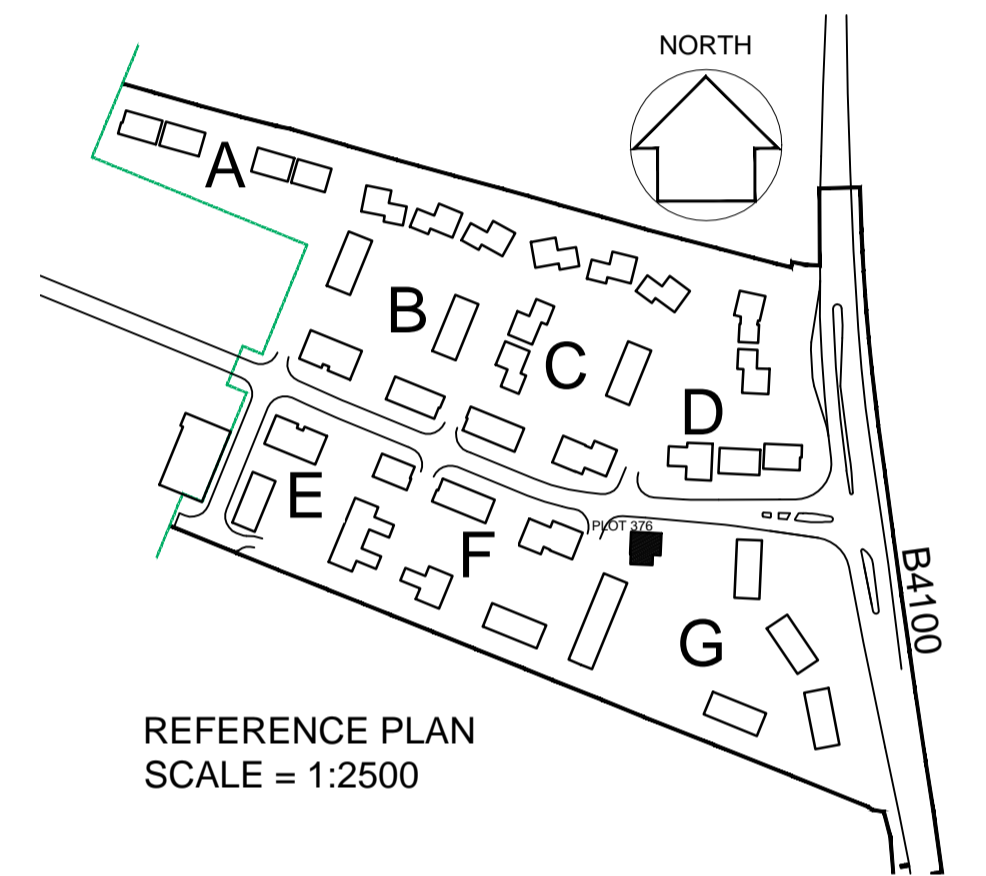 NORTH
A
B
C
D
E
PLOT 376
F
G
B4100
REFERENCE PLAN
SCALE = 1:2500